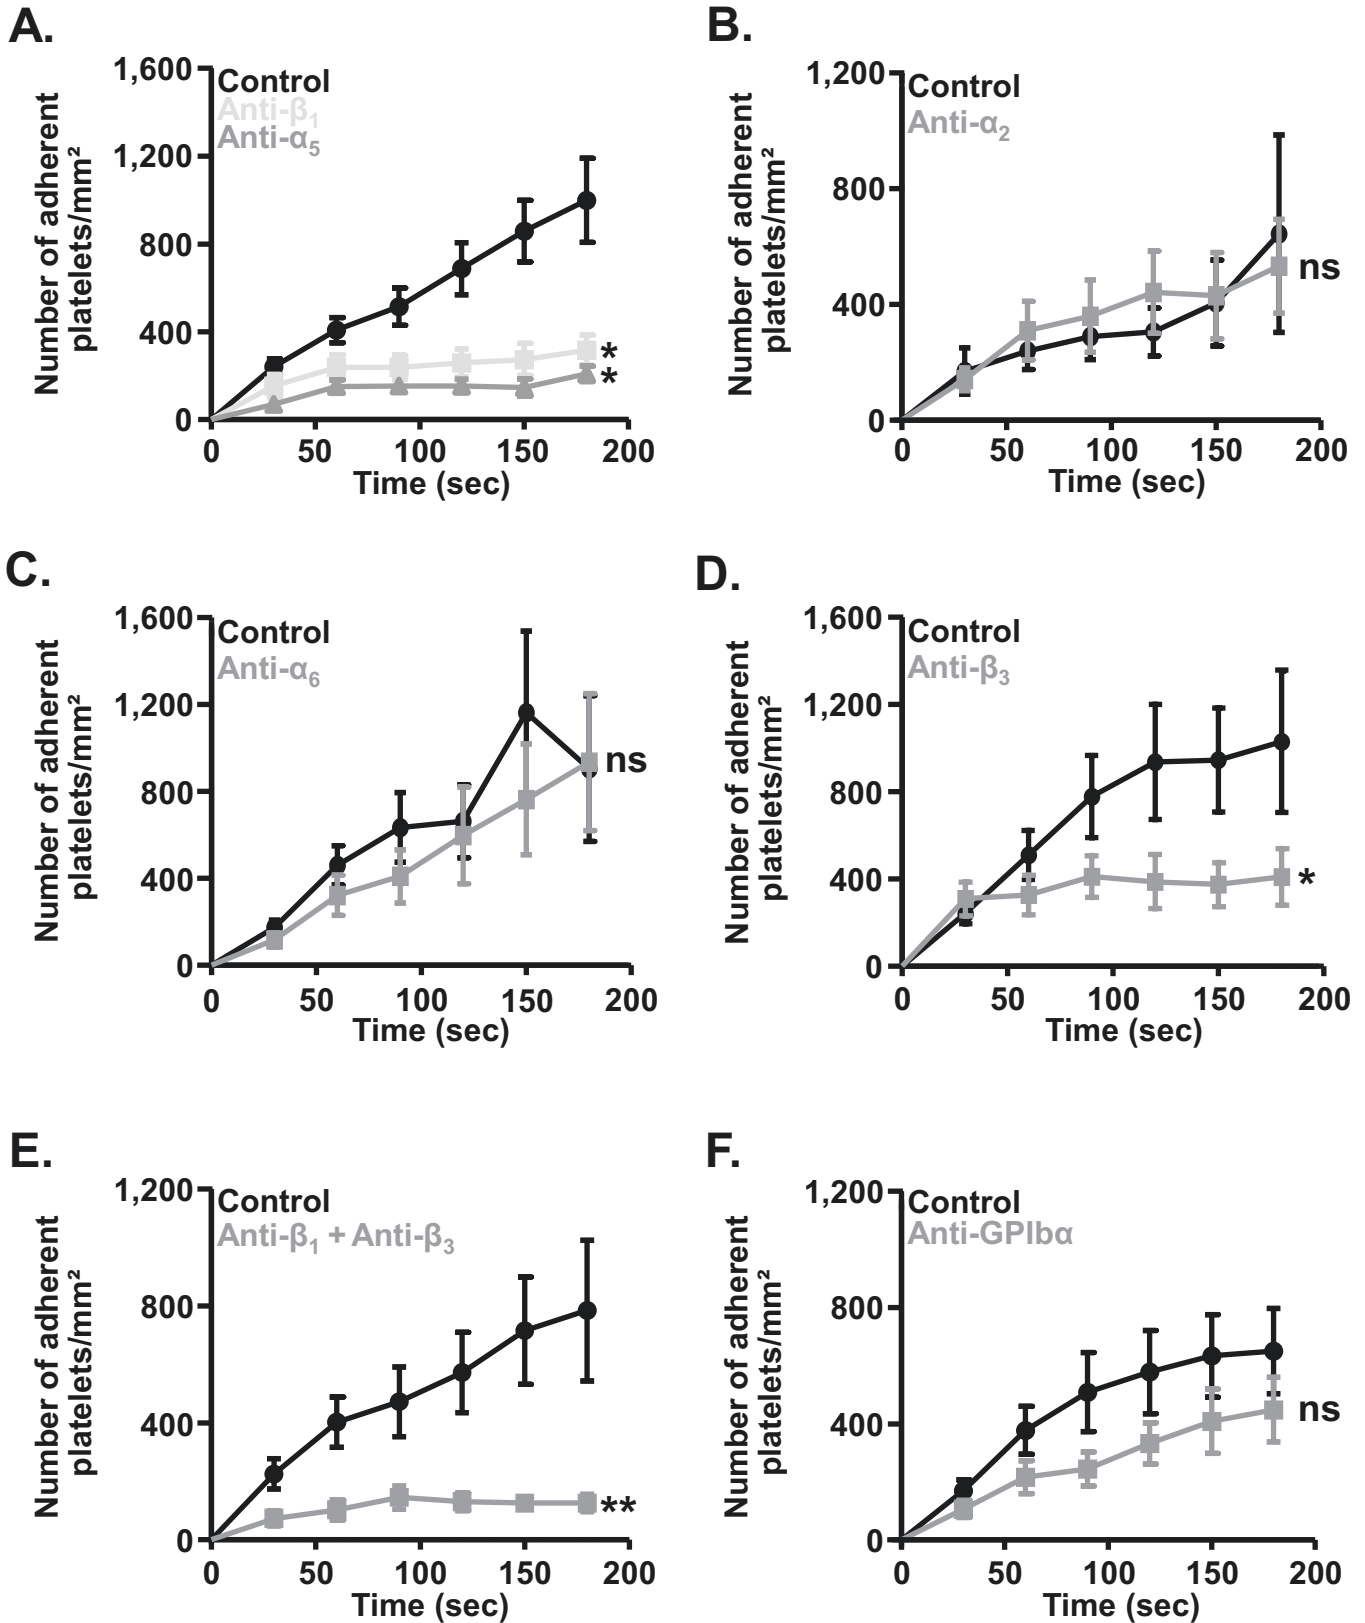 A.
Number of adherent
platelets/mm²
1,600
1,200
800
400
0
Control
Anti-β₁
Anti-α₅
*
*
0 50 100 150 200
Time (sec)
B.
Number of adherent
platelets/mm²
1,200
800
400
0
Control
Anti-α₂
ns
0 50 100 150 200
Time (sec)
C.
Number of adherent
platelets/mm²
1,600
1,200
800
400
0
Control
Anti-α₆
ns
0 50 100 150 200
Time (sec)
D.
Number of adherent
platelets/mm²
1,600
1,200
800
400
0
Control
Anti-β₃
*
0 50 100 150 200
Time (sec)
E.
Number of adherent
platelets/mm²
1,200
800
400
0
Control
Anti-β₁ + Anti-β₃
**
0 50 100 150 200
Time (sec)
F.
Number of adherent
platelets/mm²
1,200
800
400
0
Control
Anti-GPIbα
ns
0 50 100 150 200
Time (sec)